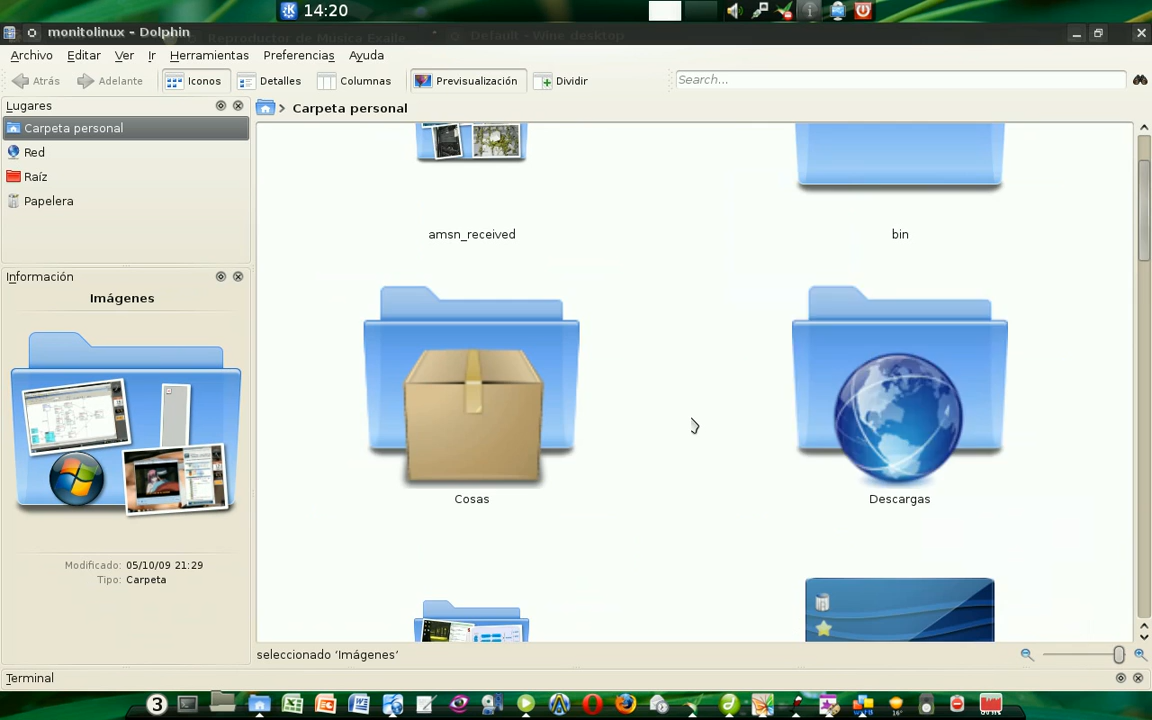 14:20
monitolinux – Dolphin
Archivo Editar Ver Ir Herramientas Preferencias Ayuda
Atrás Adelante Iconos Detalles Columnas Previsualización Dividir Search...
Lugares
Carpeta personal
Carpeta personal
Red
Raíz
Papelera
amsn_received bin
Información
Imágenes
Cosas Descargas
Modificado: 05/10/09 21:29
Tipo: Carpeta
seleccionado ‘Imágenes’
Terminal
3
16°